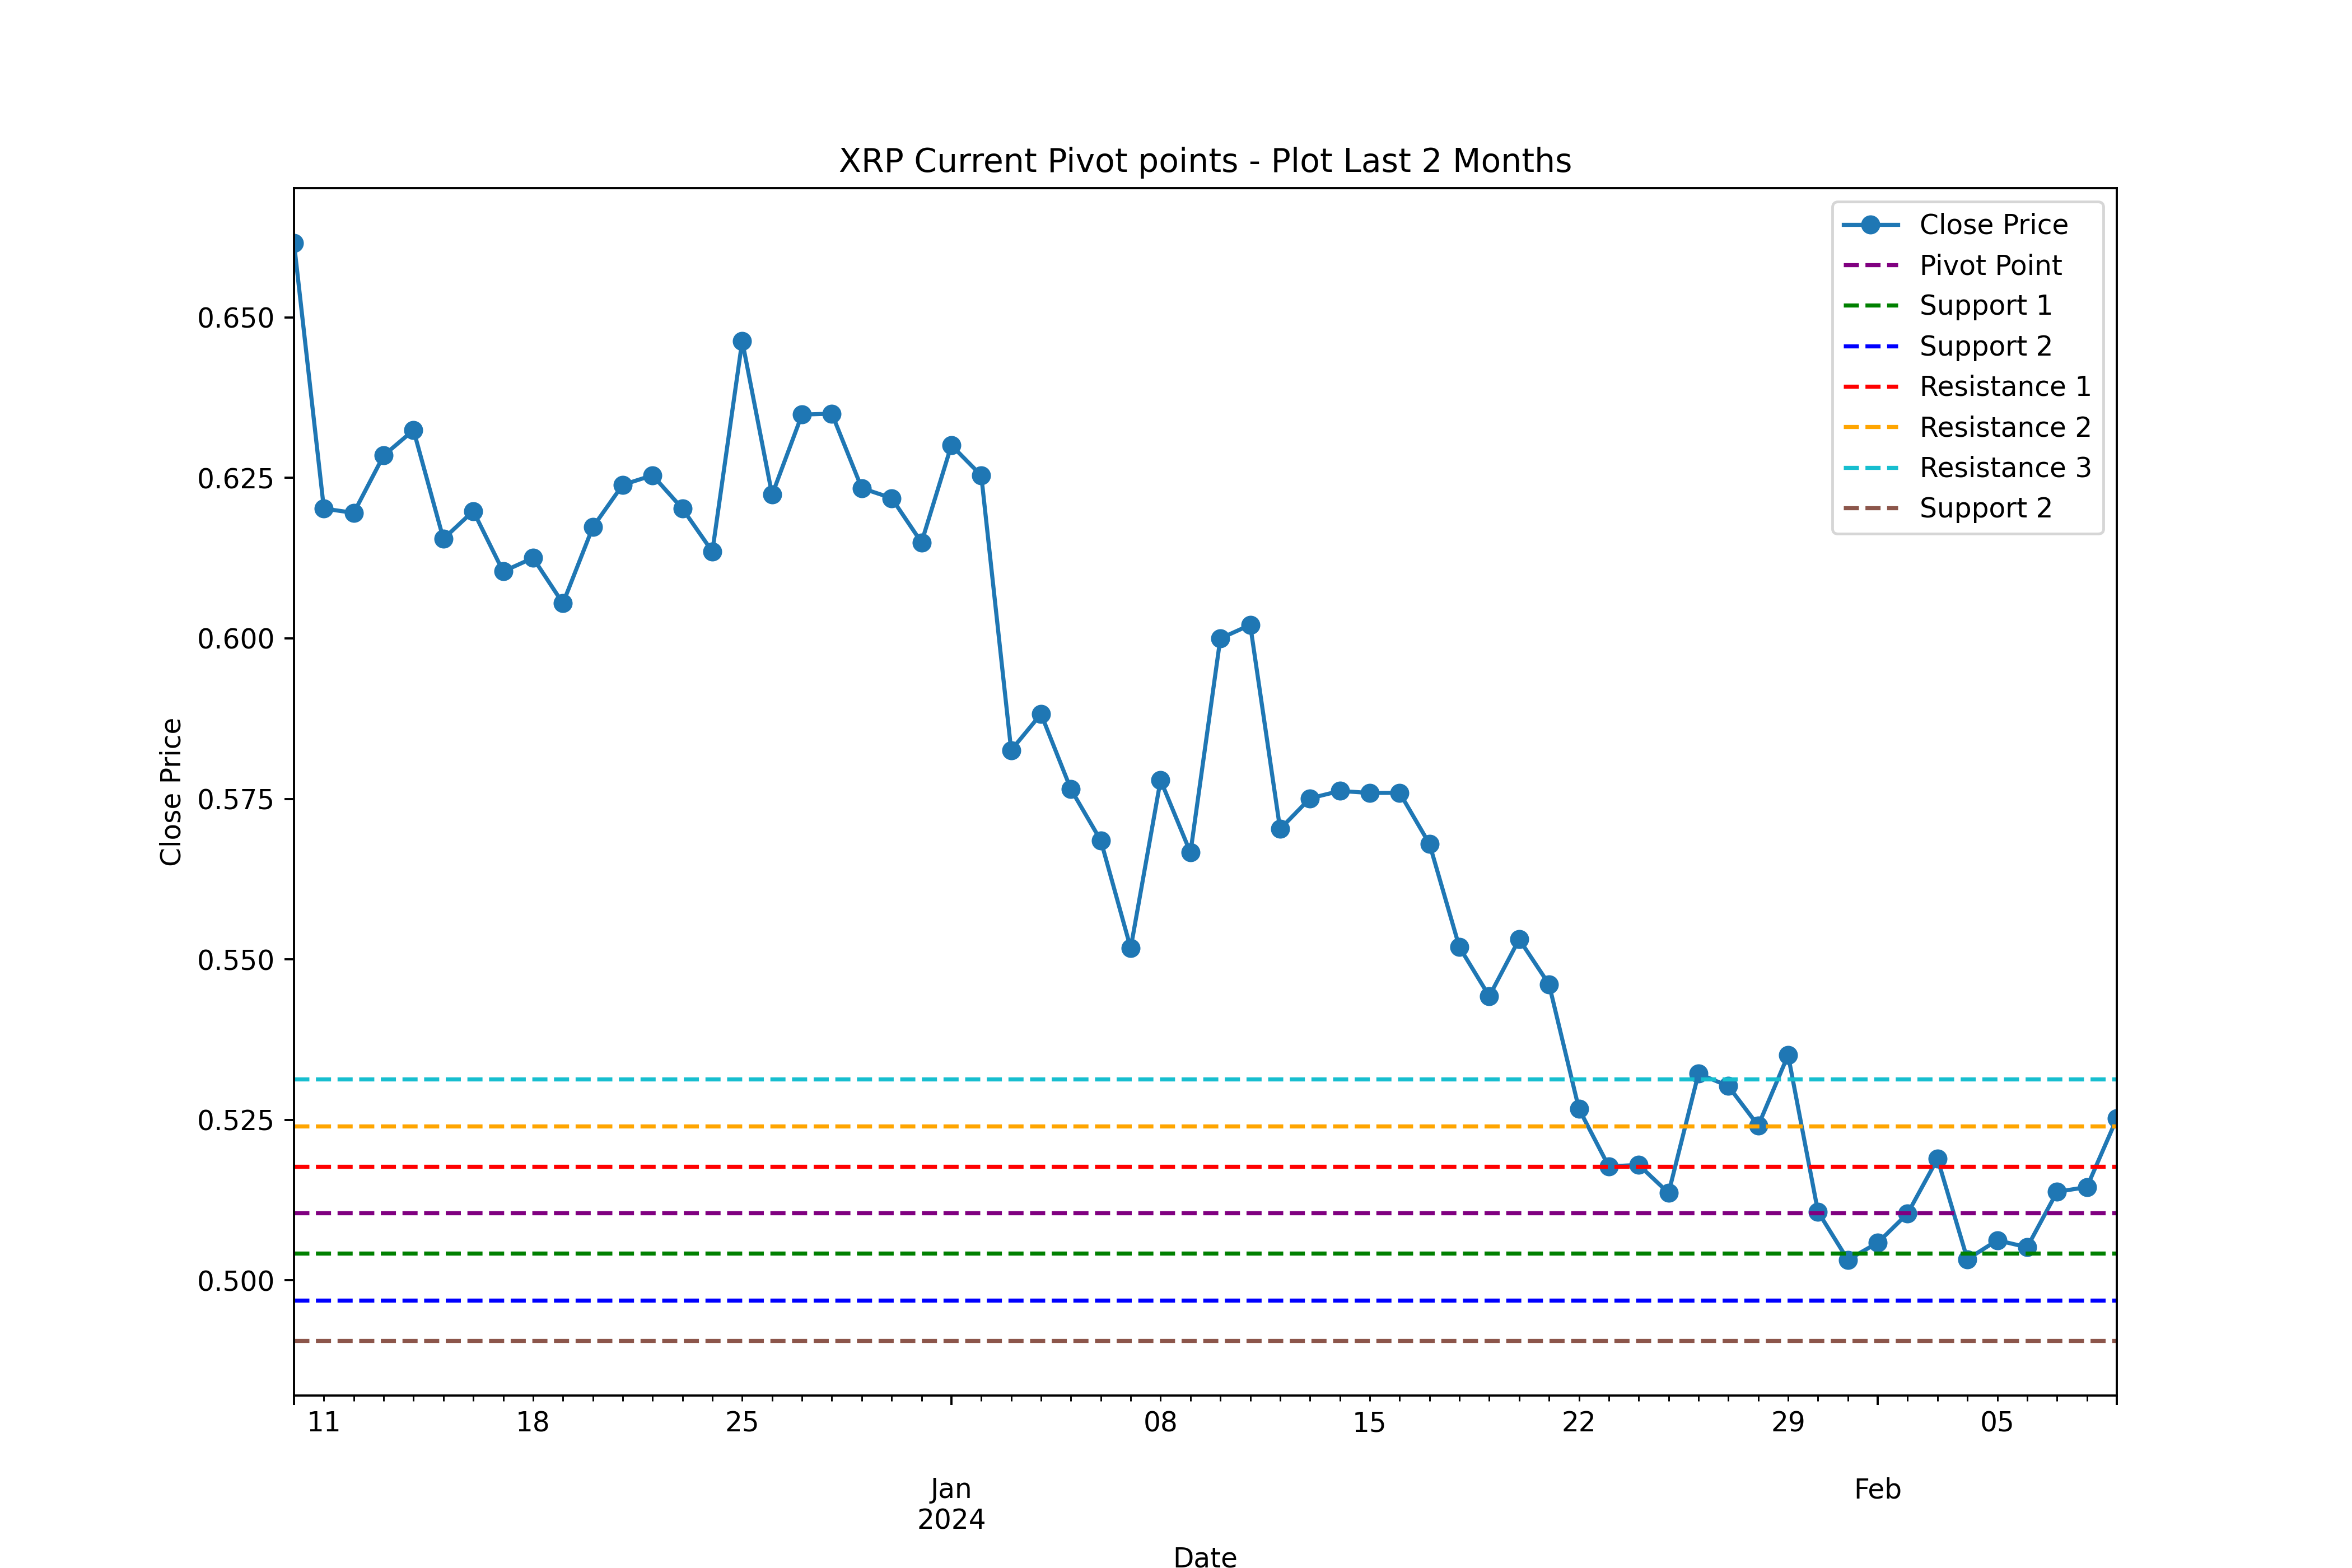 XRP Current Pivot points - Plot Last 2 Months
Close Price
Pivot Point
Support 1
Support 2
Resistance 1
Resistance 2
Resistance 3
Support 2
0.650
0.625
0.600
0.575
0.550
0.525
0.500
Close Price
11 18 25 08 15 22 29 05
Jan Feb
2024
Date